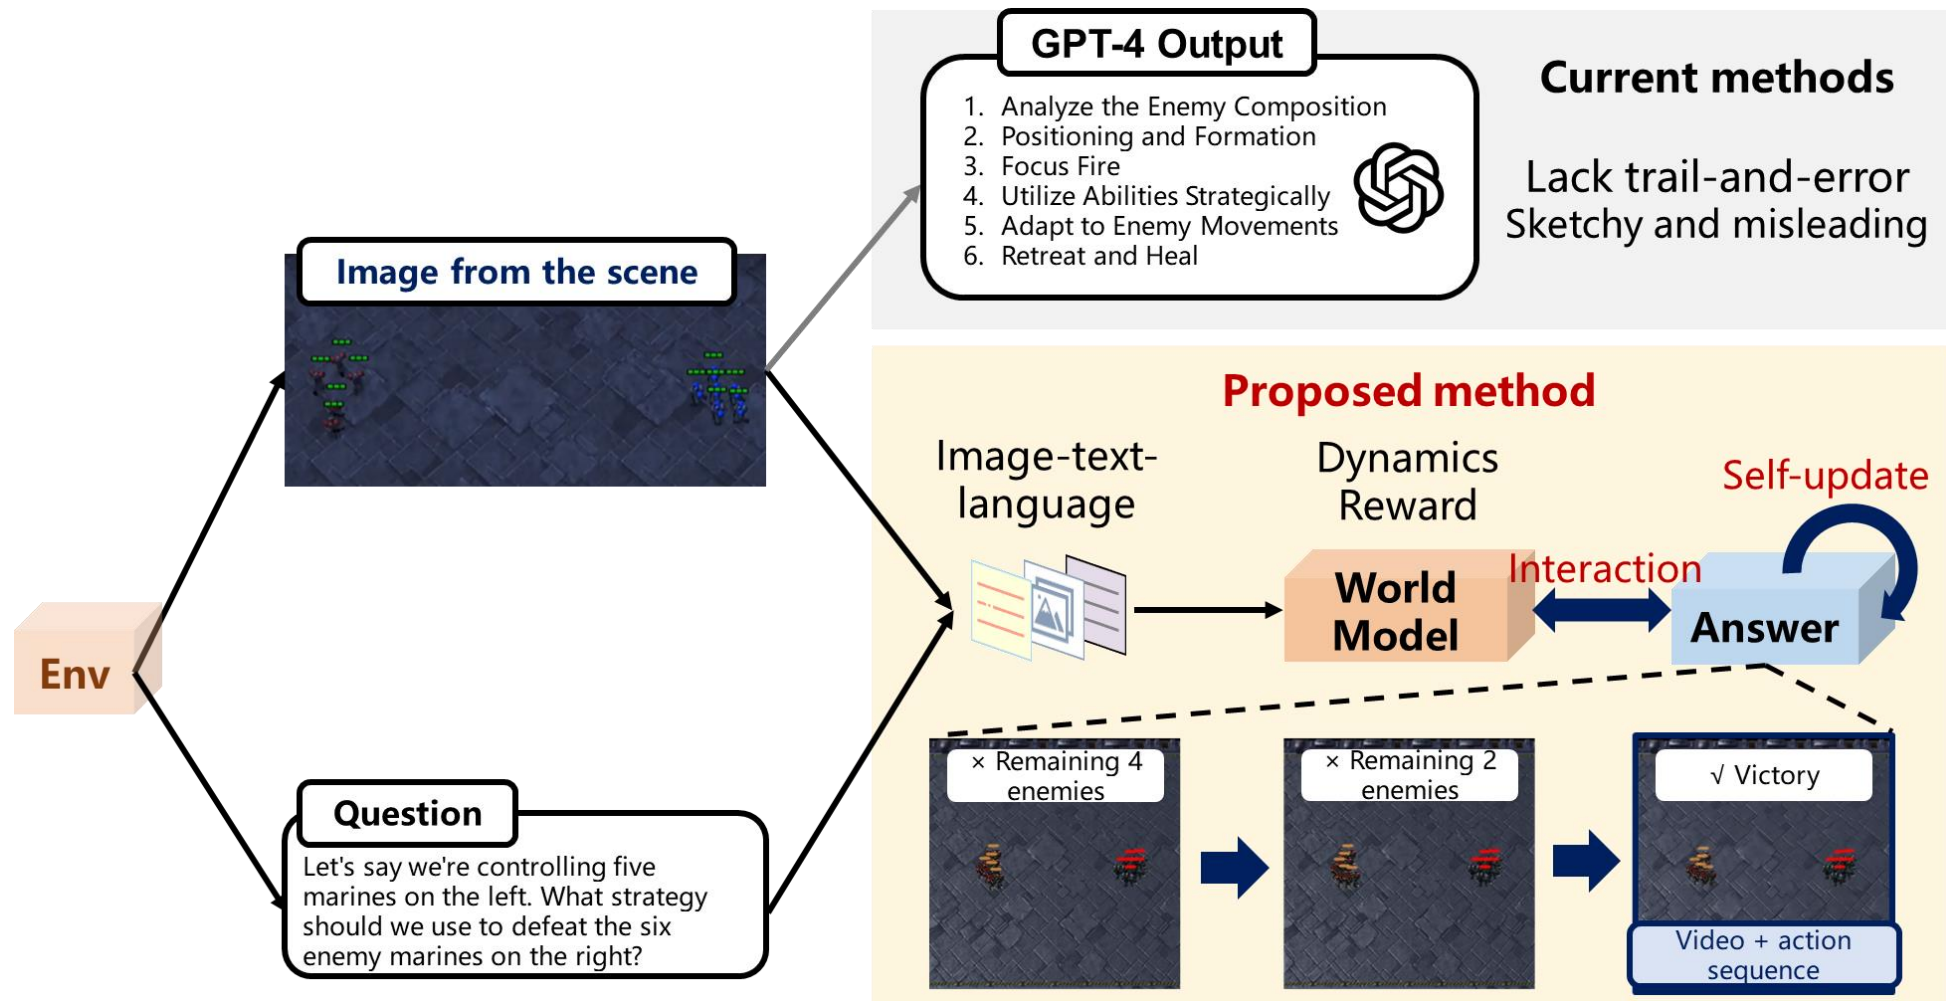 GPT-4 Output
1. Analyze the Enemy Composition
2. Positioning and Formation
3. Focus Fire
4. Utilize Abilities Strategically
5. Adapt to Enemy Movements
6. Retreat and Heal
Current methods
Lack trail-and-error
Sketchy and misleading
Image from the scene
Env
Question
Let's say we're controlling five
marines on the left. What strategy
should we use to defeat the six
enemy marines on the right?
Proposed method
Image-text-
language
Dynamics
Reward
Self-update
World
Model
Interaction
Answer
× Remaining 4
enemies
× Remaining 2
enemies
√ Victory
Video + action
sequence